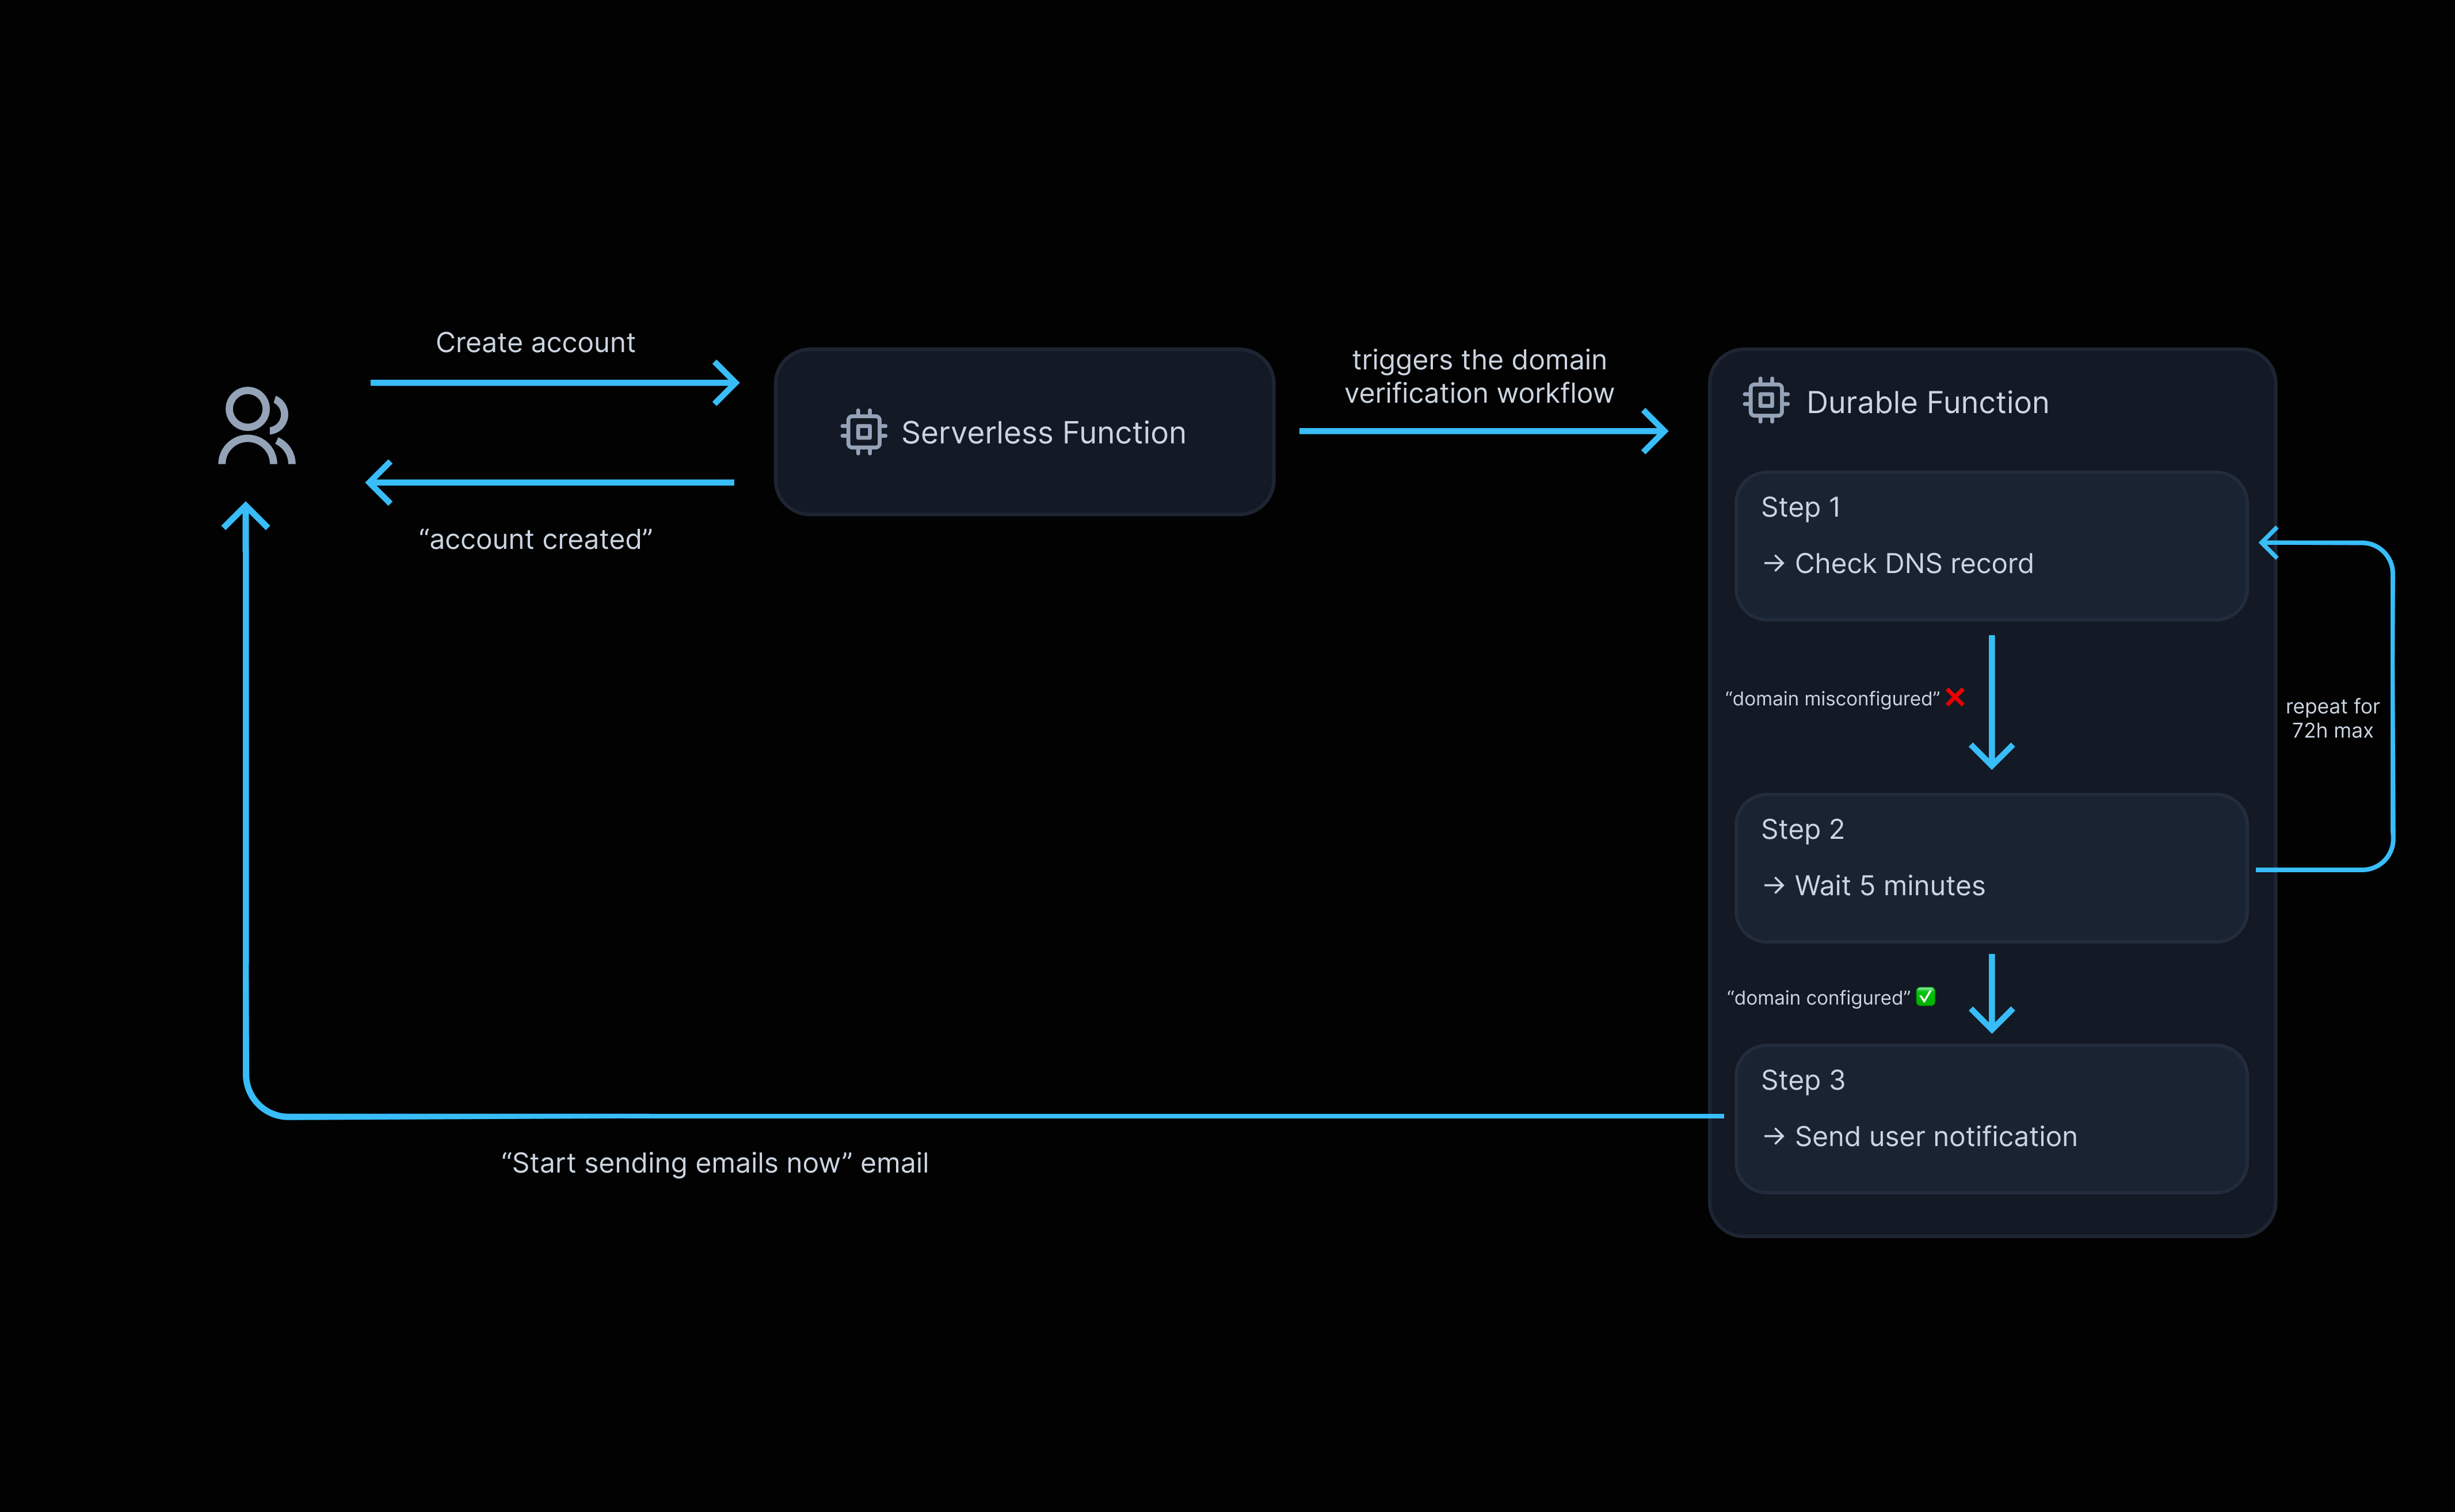 Create account
“account created”
Serverless Function
triggers the domain
verification workflow
Durable Function
Step 1
→ Check DNS record
“domain misconfigured” ❌
repeat for
72h max
Step 2
→ Wait 5 minutes
“domain configured” ✅
Step 3
→ Send user notification
“Start sending emails now” email